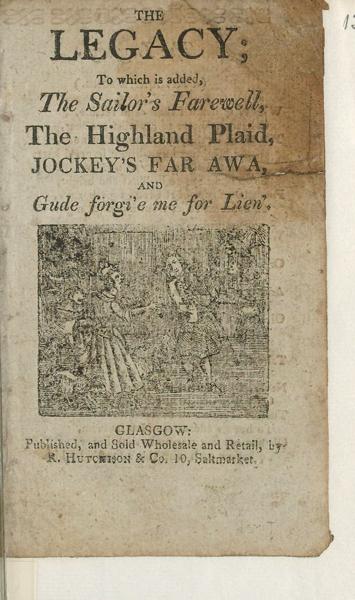 THE
LEGACY;
To which is added,
The Sailor's Farewell,
The Highland Plaid,
JOCKEY'S FAR AWA,
AND
Gude forgi'e me for Lien'.
GLASGOW:
Published, and Sold Wholesale and Retail, by
R. HUTCHISON & Co. 10, Saltmarket.